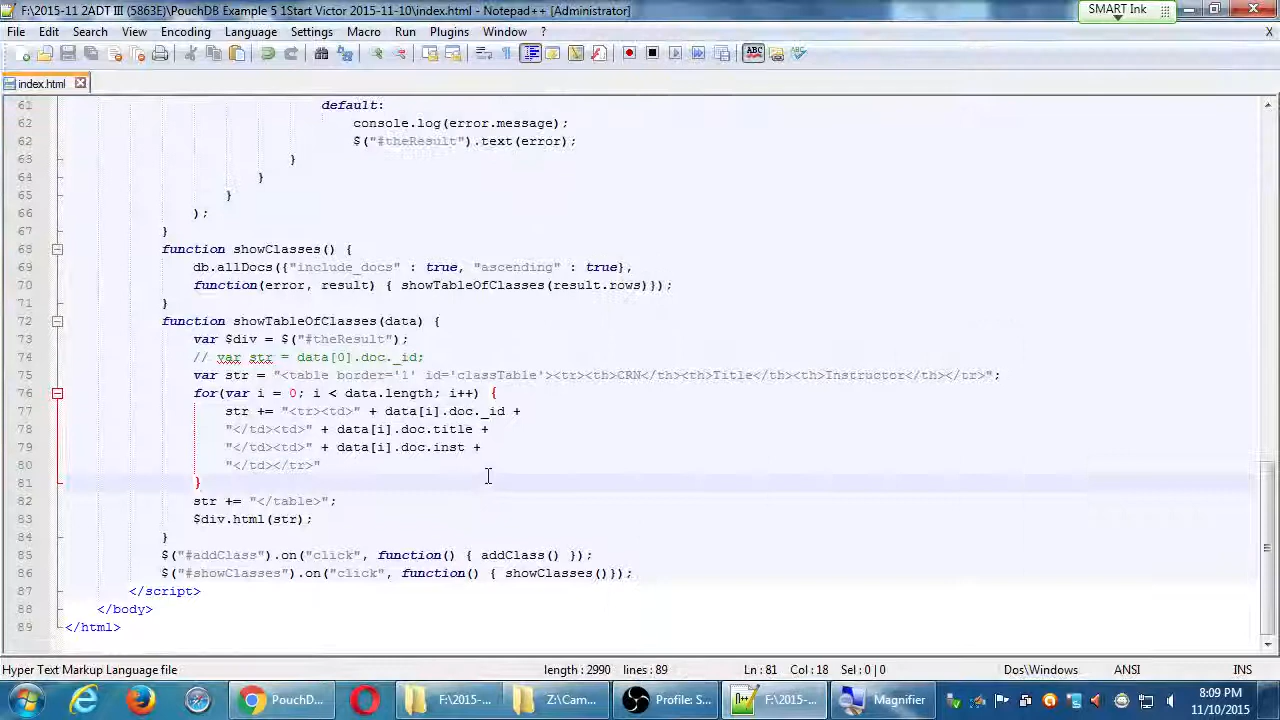 F:\2015-11 2ADT III (5863E)\PouchDB Example 5 1Start Victor 2015-11-10\index.html - Notepad++ [Administrator]
SMART Ink
File Edit Search View Encoding Language Settings Macro Run Plugins Window ? X
ABC
index.html
61 default:
62 console.log(error.message);
62 $("#theResult").text(error);
63 }
64 }
65 }
66 );
67 }
68 function showClasses() {
69 db.allDocs({"include_docs" : true, "ascending" : true},
70 function(error, result) { showTableOfClasses(result.rows)});
71 }
72 function showTableOfClasses(data) {
73 var $div = $("#theResult");
74 // var str = data[0].doc._id;
75 var str = "<table border='1' id='classTable'><tr><th>CRN</th><th>Title</th><th>Instructor</th></tr>";
76 for(var i = 0; i < data.length; i++) {
77 str += "<tr><td>" + data[i].doc._id +
78 "</td><td>" + data[i].doc.title +
79 "</td><td>" + data[i].doc.inst +
80 "</td></tr>"
81 }
82 str += "</table>";
83 $div.html(str);
84 }
85 $("#addClass").on("click", function() { addClass() });
86 $("#showClasses").on("click", function() { showClasses()});
87 </script>
88 </body>
89 </html>
Hyper Text Markup Language file length : 2990 lines : 89 Ln : 81 Col : 18 Sel : 0 | 0 Dos\Windows ANSI INS
PouchD... F:\2015-... Z:\Cam... Profile: S... F:\2015-... Magnifier
8:09 PM
11/10/2015